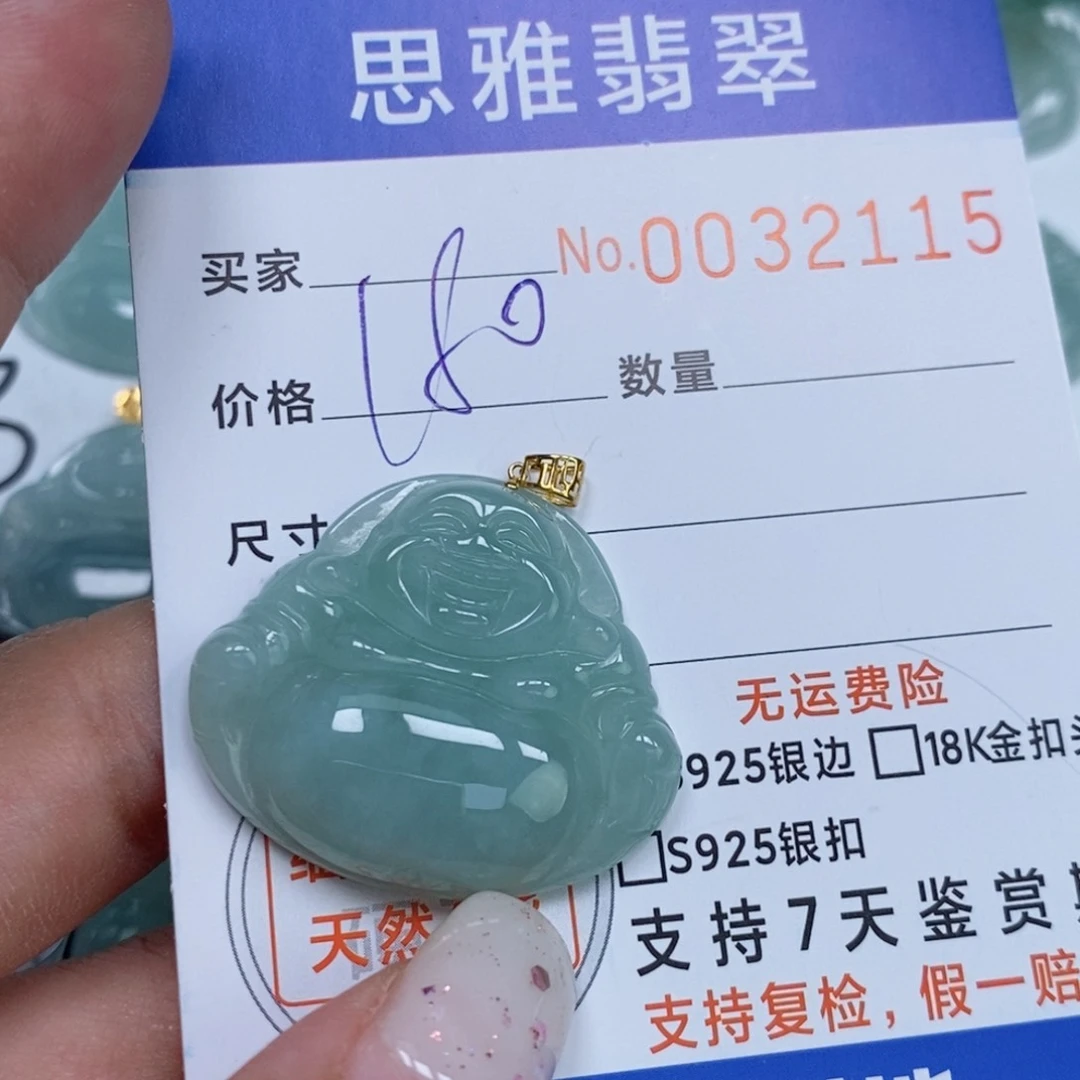 思雅翡翠
买家 No.0032115
价格 180 数量
尺寸
无运费险
S925银边 □18K金扣头
□S925银扣
天然
支持7天鉴赏期
支持复检,假一赔